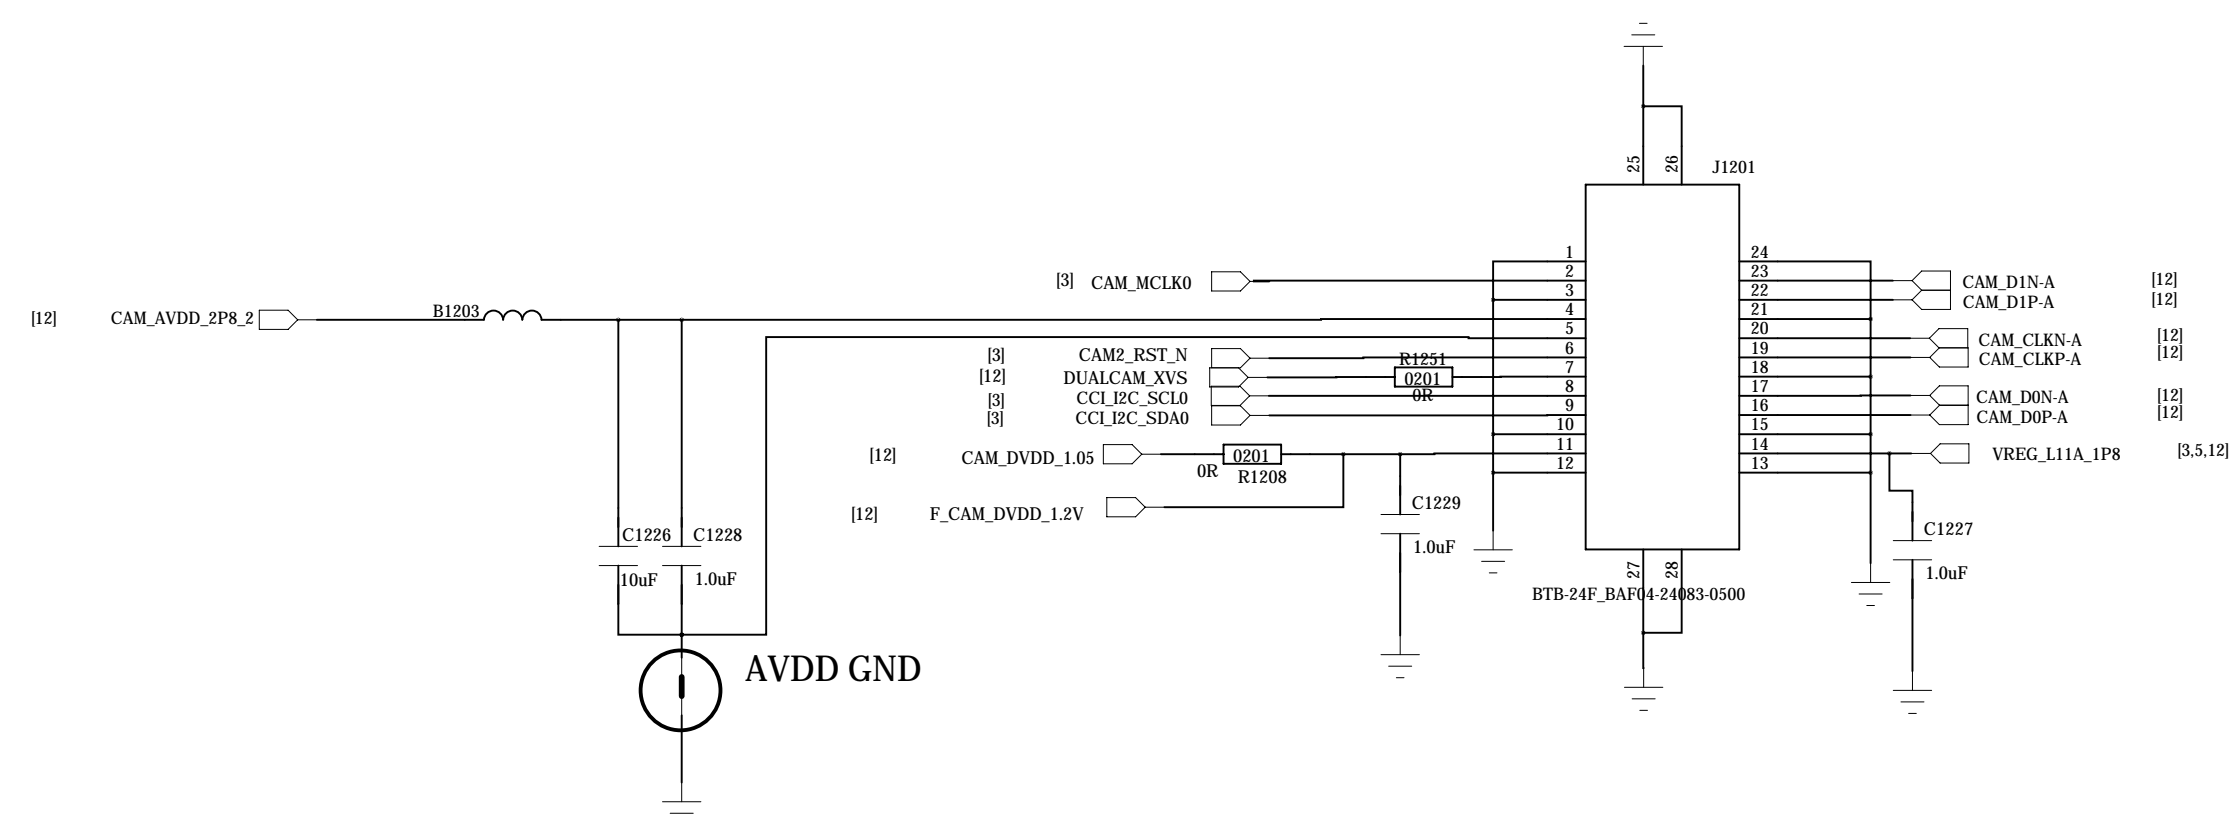 25
26
J1201
1
24
2
23
[3] CAM_MCLK0
CAM_D1N-A [12]
3
22
CAM_D1P-A [12]
4
21
[12] CAM_AVDD_2P8_2
B1203
5
20
CAM_CLKN-A [12]
6
19
[3] CAM2_RST_N
R1251
CAM_CLKP-A [12]
7
18
[12] DUALCAM_XVS
0201
0R
8
17
[3] CCI_I2C_SCL0
CAM_D0N-A [12]
9
16
[3] CCI_I2C_SDA0
CAM_D0P-A [12]
10
15
11
14
[12] CAM_DVDD_1.05
0201
0R
R1208
VREG_L11A_1P8 [3,5,12]
12
13
[12] F_CAM_DVDD_1.2V
C1229
1.0uF
C1226
10uF
C1228
1.0uF
C1227
1.0uF
27
28
BTB-24F_BAF04-24083-0500
AVDD GND